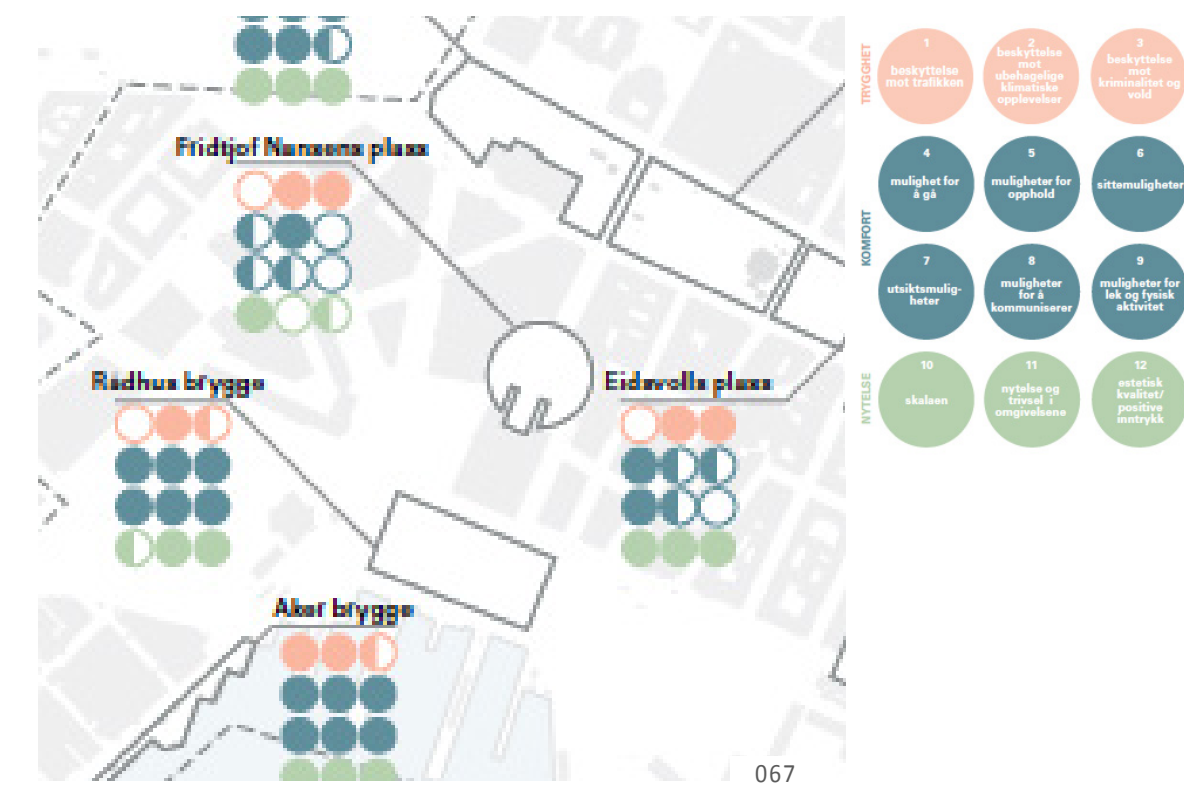 Fridtjof Nansens plass
Rådhus brygge
Eidsvolls plass
Aker brygge
067
TRYGGHET
1
beskyttelse
mot trafikken
2
beskyttelse
mot
ubehagelige
klimatiske
opplevelser
3
beskyttelse
mot
kriminalitet og
vold
KOMFORT
4
mulighet for
å gå
5
muligheter for
opphold
6
sittemuligheter
7
utsiktsmulig-
heter
8
muligheter
for å
kommuniserer
9
muligheter for
lek og fysisk
aktivitet
NYTELSE
10
skalaen
11
nytelse og
trivsel i
omgivelsene
12
estetisk
kvalitet/
positive
inntrykk